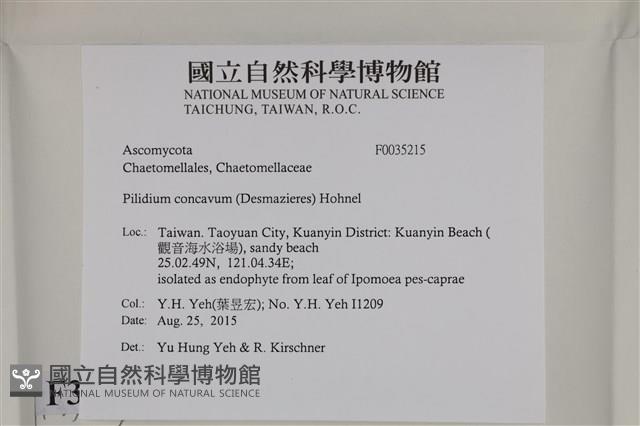 國立自然科學博物館
NATIONAL MUSEUM OF NATURAL SCIENCE
TAICHUNG, TAIWAN, R.O.C.
Ascomycota F0035215
Chaetomellales, Chaetomellaceae
Pilidium concavum (Desmazieres) Hohnel
Loc.: Taiwan. Taoyuan City, Kuanyin District: Kuanyin Beach (
觀音海水浴場), sandy beach
25.02.49N, 121.04.34E;
isolated as endophyte from leaf of Ipomoea pes-caprae
Col.: Y.H. Yeh(葉昱宏); No. Y.H. Yeh I1209
Date: Aug. 25, 2015
Det.: Yu Hung Yeh & R. Kirschner
國立自然科學博物館
NATIONAL MUSEUM OF NATURAL SCIENCE
F3